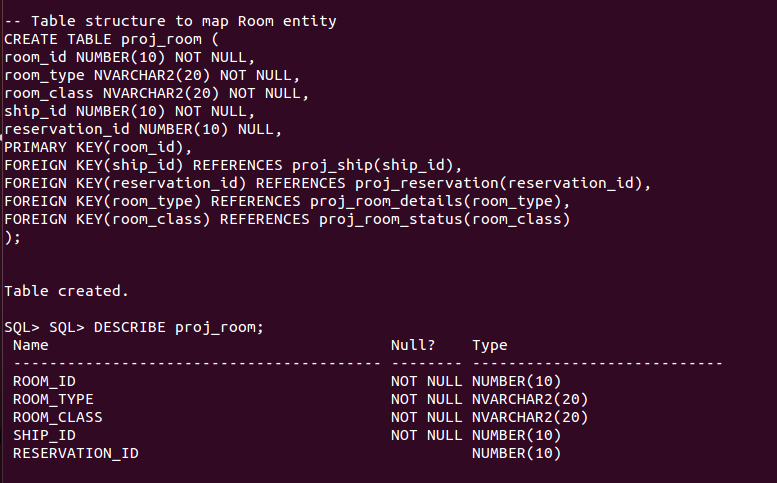 -- Table structure to map Room entity
CREATE TABLE proj_room (
room_id NUMBER(10) NOT NULL,
room_type NVARCHAR2(20) NOT NULL,
room_class NVARCHAR2(20) NOT NULL,
ship_id NUMBER(10) NOT NULL,
reservation_id NUMBER(10) NULL,
PRIMARY KEY(room_id),
FOREIGN KEY(ship_id) REFERENCES proj_ship(ship_id),
FOREIGN KEY(reservation_id) REFERENCES proj_reservation(reservation_id),
FOREIGN KEY(room_type) REFERENCES proj_room_details(room_type),
FOREIGN KEY(room_class) REFERENCES proj_room_status(room_class)
);
Table created.
SQL> SQL> DESCRIBE proj_room;
Name Null? Type
----------------------------------------- -------- ----------------------------
ROOM_ID NOT NULL NUMBER(10)
ROOM_TYPE NOT NULL NVARCHAR2(20)
ROOM_CLASS NOT NULL NVARCHAR2(20)
SHIP_ID NOT NULL NUMBER(10)
RESERVATION_ID NUMBER(10)